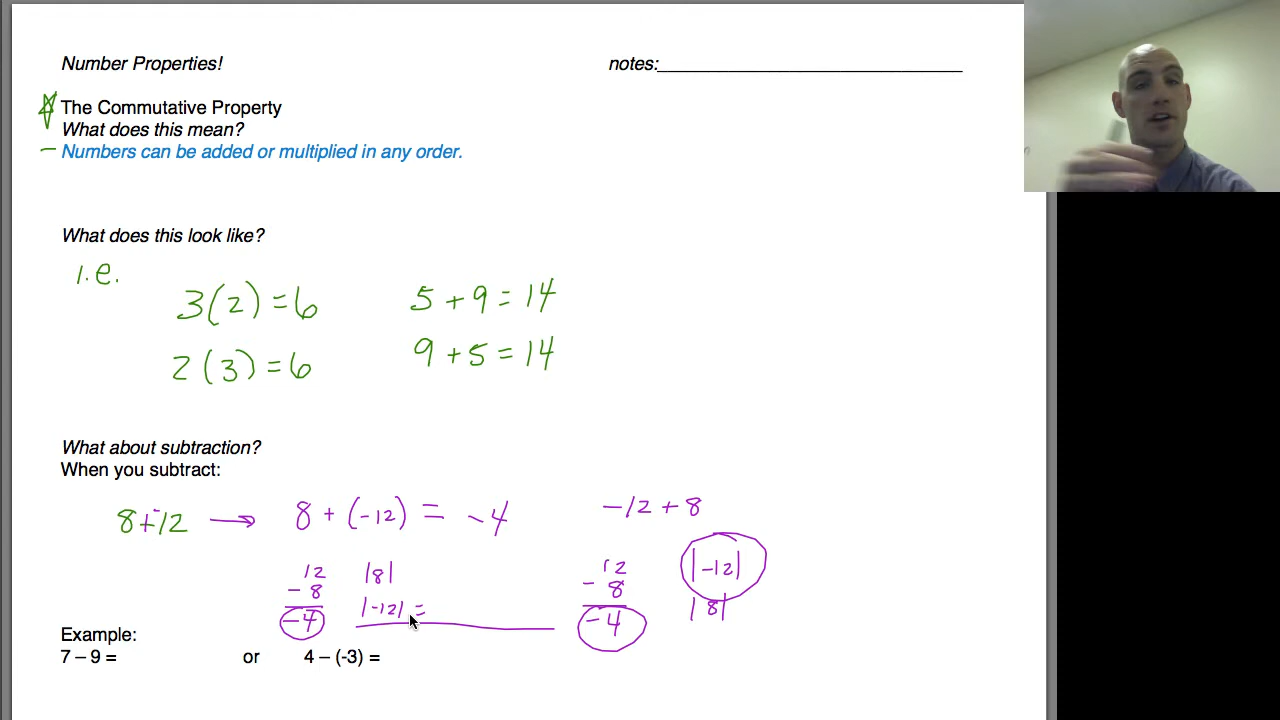 Number Properties! notes:
The Commutative Property
What does this mean?
– Numbers can be added or multiplied in any order.
What does this look like?
i.e.
3(2) = 6 5 + 9 = 14
2(3) = 6 9 + 5 = 14
What about subtraction?
When you subtract:
8 + -12 → 8 + (-12) = -4 -12 + 8
12 |8| 12 |-12|
- 8 |-12| = - 8 |8|
-4 -4
Example:
7 – 9 = or 4 – (-3) =